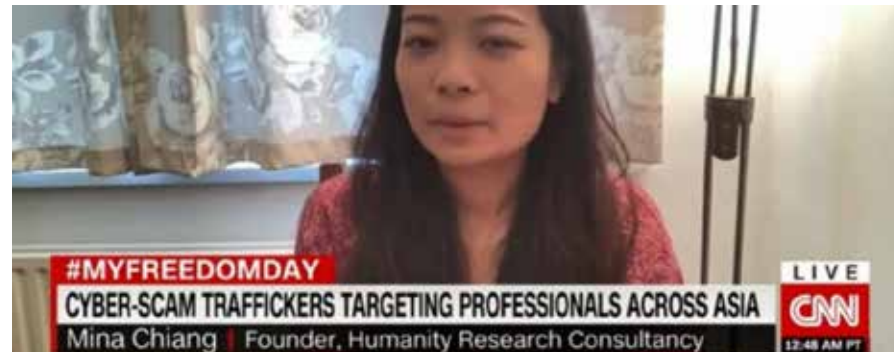 #MYFREEDOMDAY
LIVE
CYBER-SCAM TRAFFICKERS TARGETING PROFESSIONALS ACROSS ASIA
CNN
Mina Chiang | Founder, Humanity Research Consultancy
12:48 AM PT